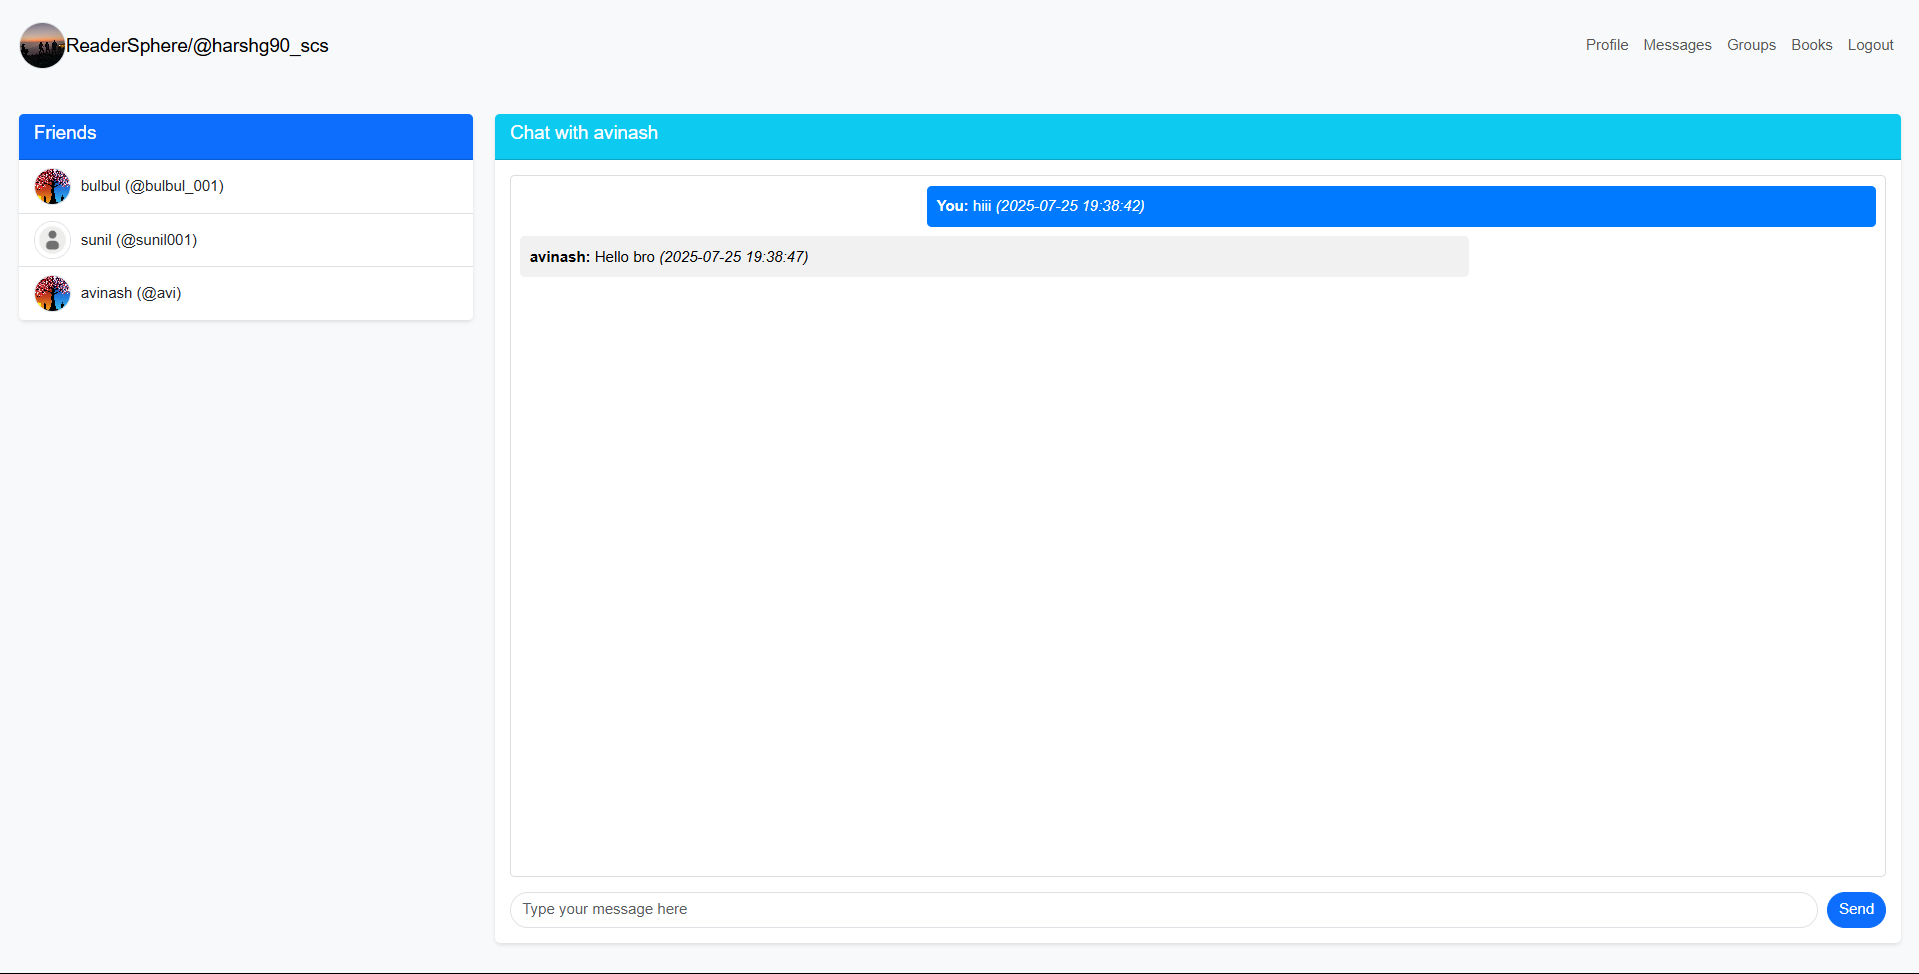 ReaderSphere/@harshg90_scs
Profile Messages Groups Books Logout
Friends
bulbul (@bulbul_001)
sunil (@sunil001)
avinash (@avi)
Chat with avinash
You: hiii (2025-07-25 19:38:42)
avinash: Hello bro (2025-07-25 19:38:47)
Type your message here
Send